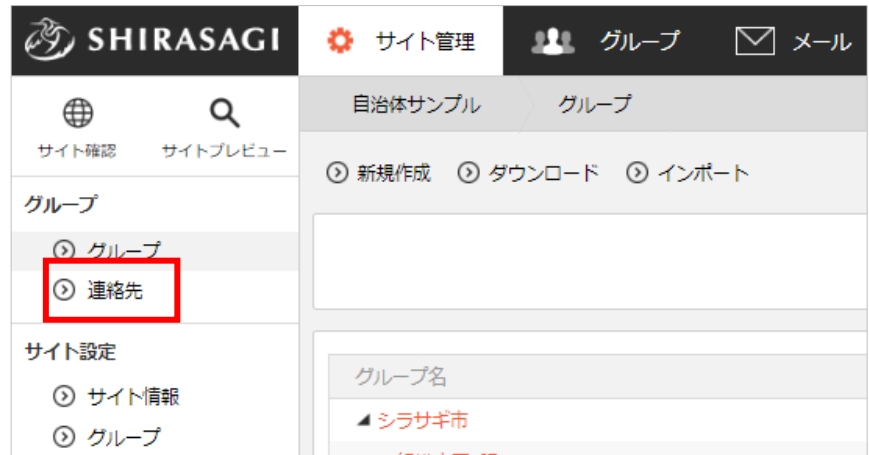 SHIRASAGI
サイト管理
グループ
メール
サイト確認
サイトプレビュー
自治体サンプル
グループ
新規作成
ダウンロード
インポート
グループ
グループ
連絡先
サイト設定
サイト情報
グループ
グループ名
シラサギ市